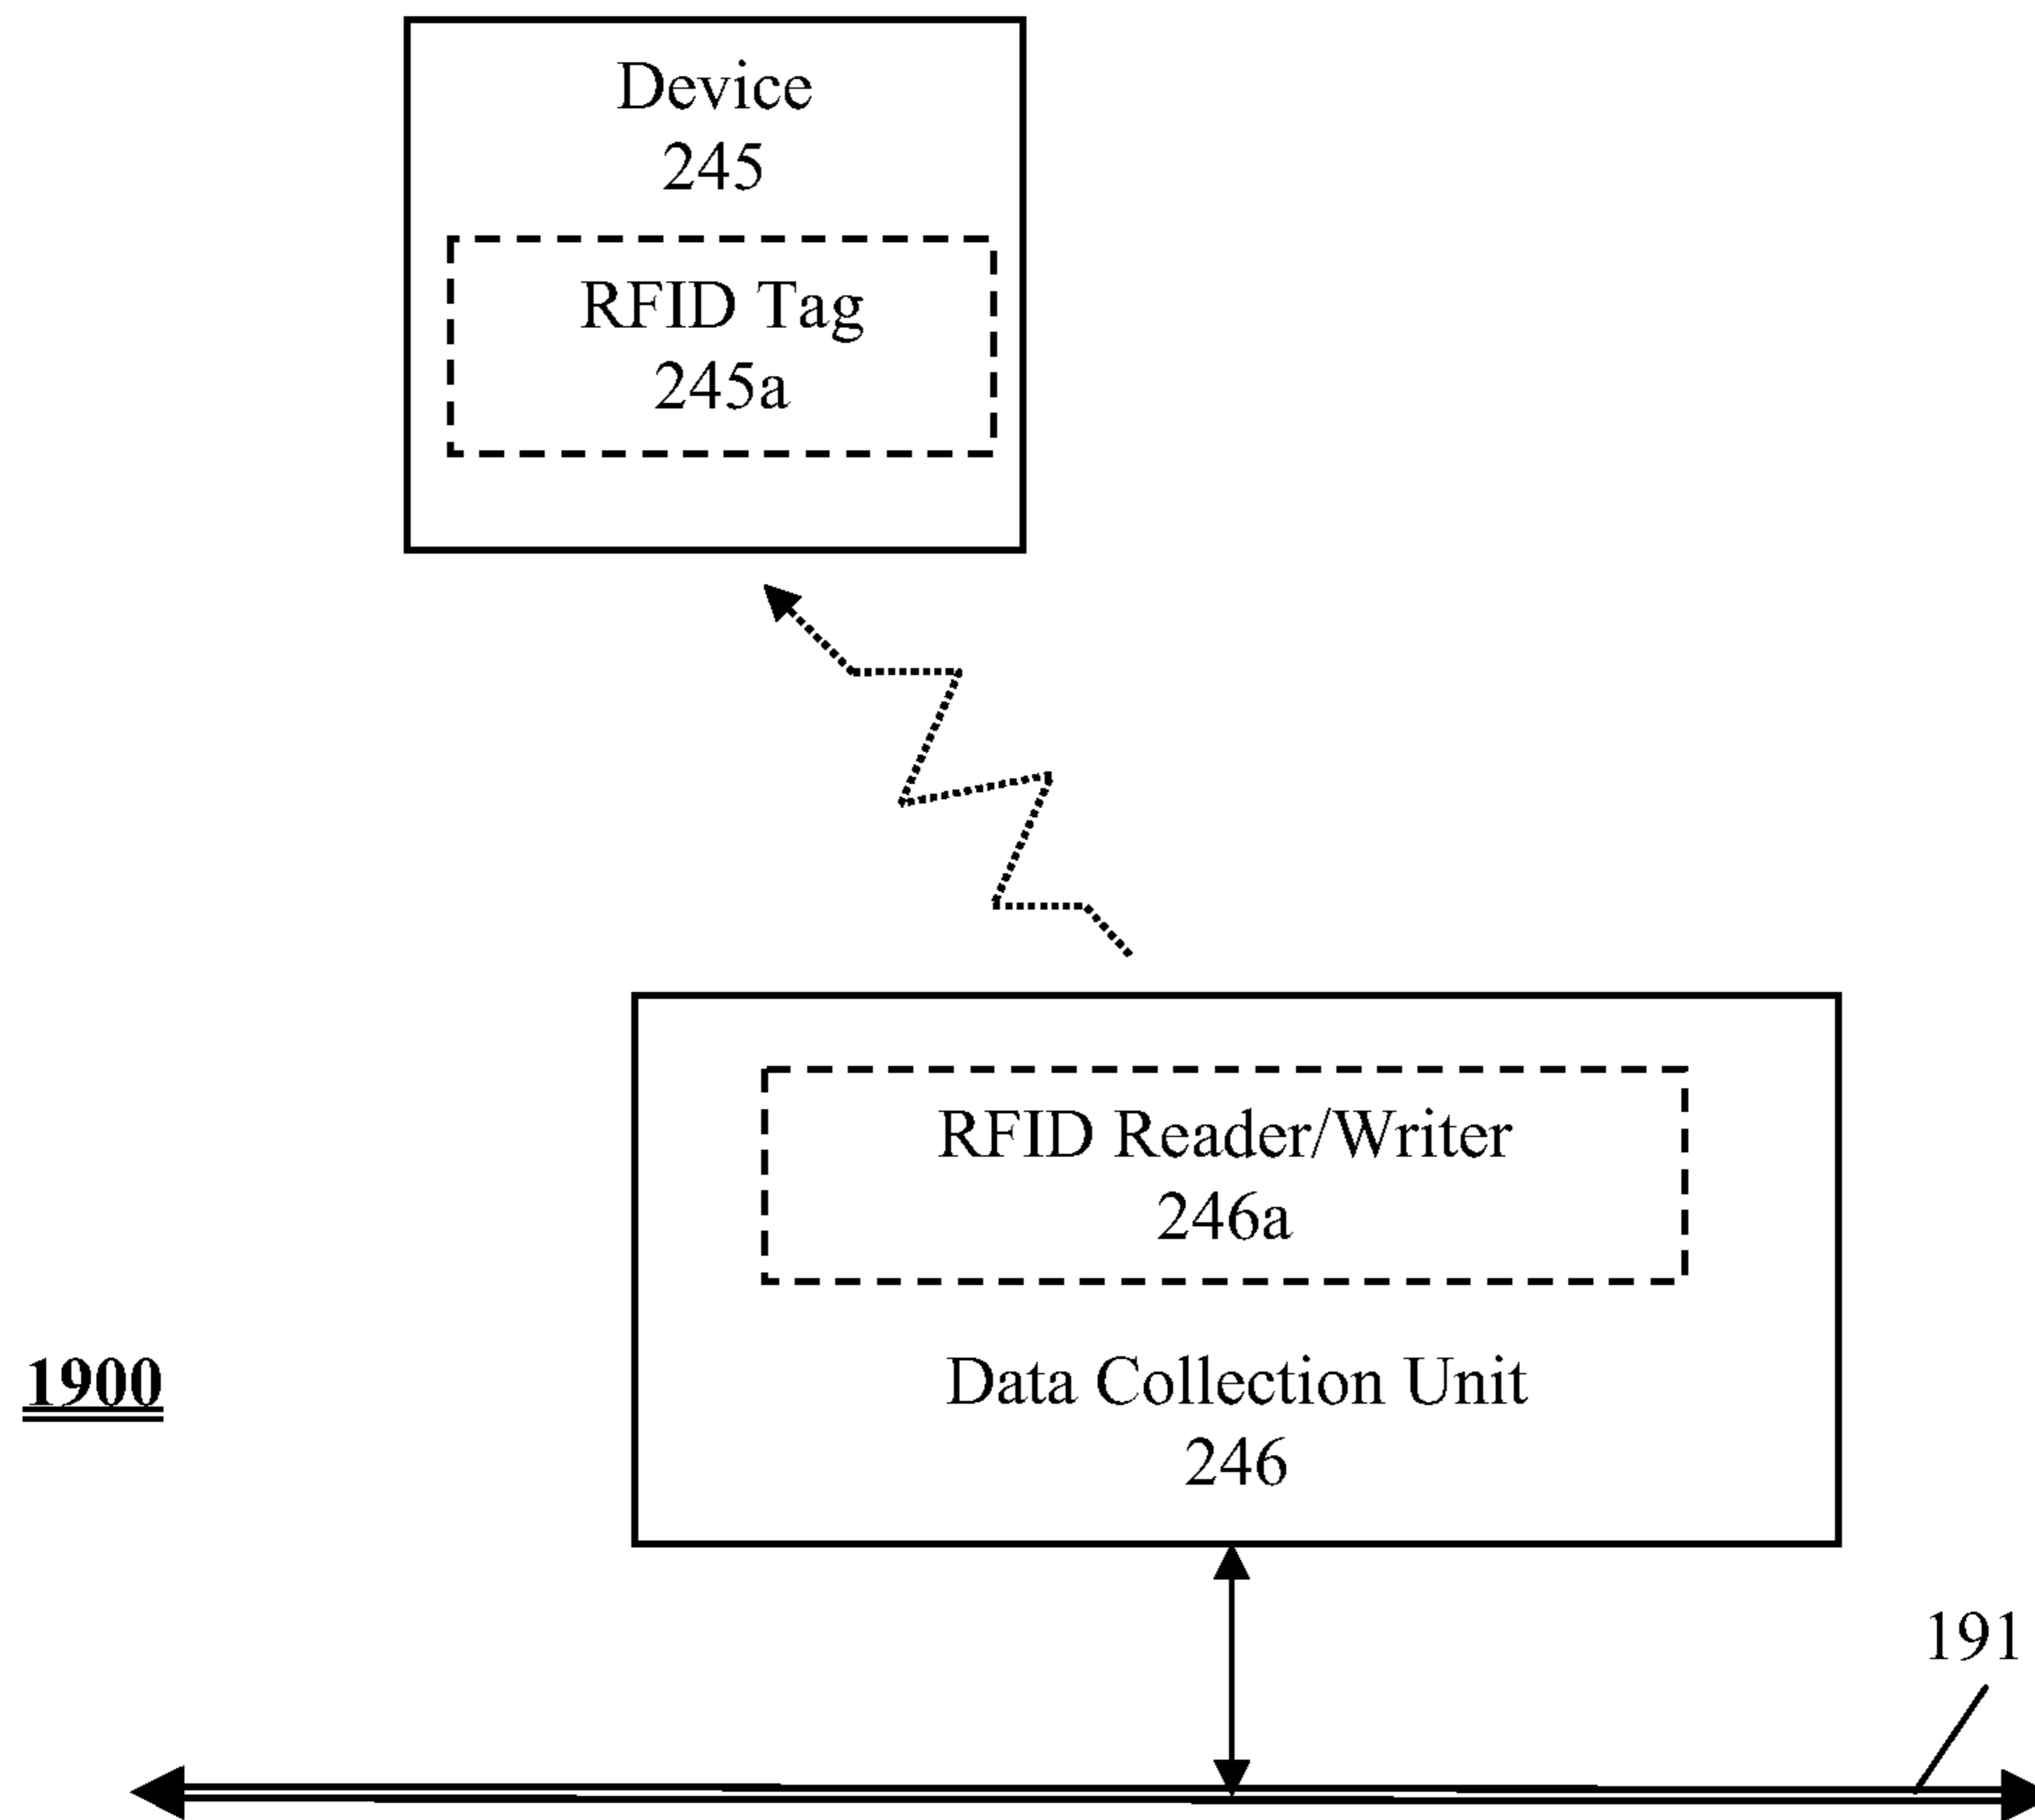 Device
245
RFID Tag
245a
RFID Reader/Writer
246a
Data Collection Unit
246
1900
191